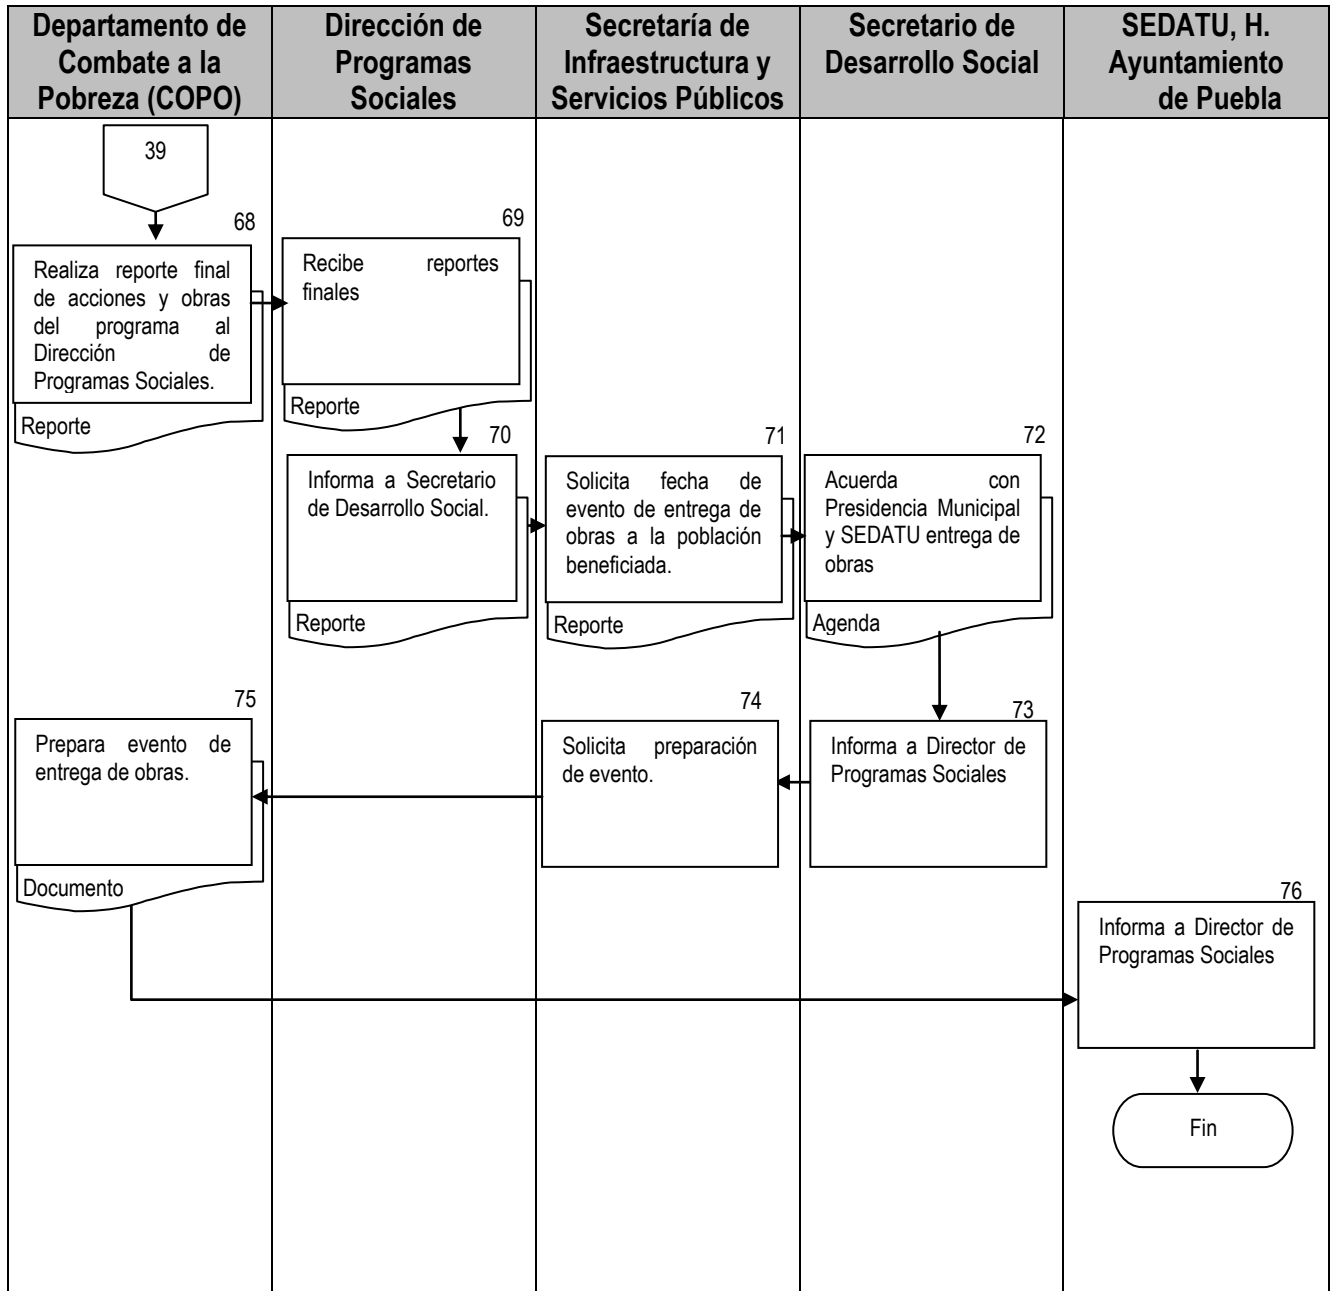 Departamento de
Combate a la
Pobreza (COPO)
Dirección de
Programas
Sociales
Secretaría de
Infraestructura y
Servicios Públicos
Secretario de
Desarrollo Social
SEDATU, H.
Ayuntamiento
de Puebla
39
68
Realiza reporte final
de acciones y obras
del programa al
Dirección de
Programas Sociales.
Reporte
69
Recibe reportes
finales
Reporte
70
Informa a Secretario
de Desarrollo Social.
Reporte
71
Solicita fecha de
evento de entrega de
obras a la población
beneficiada.
Reporte
72
Acuerda con
Presidencia Municipal
y SEDATU entrega de
obras
Agenda
73
Informa a Director de
Programas Sociales
74
Solicita preparación
de evento.
75
Prepara evento de
entrega de obras.
Documento
76
Informa a Director de
Programas Sociales
Fin